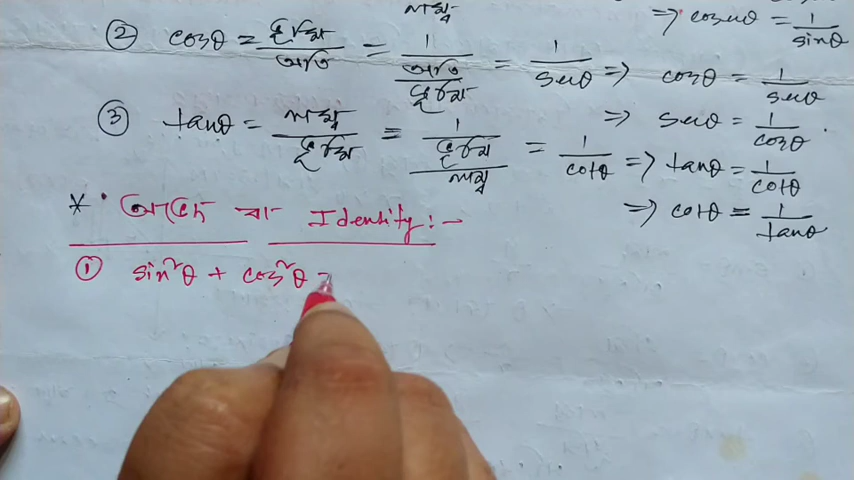 ⇒ cosecθ = 1/sinθ
② cosθ = ভূমি/অতি = 1/(অতি/ভূমি) = 1/secθ ⇒ cosθ = 1/secθ
⇒ secθ = 1/cosθ
③ tanθ = লম্ব/ভূমি = 1/(ভূমি/লম্ব) = 1/cotθ ⇒ tanθ = 1/cotθ
⇒ cotθ = 1/tanθ
* অভেদ বা Identity :-
① sin²θ + cos²θ =